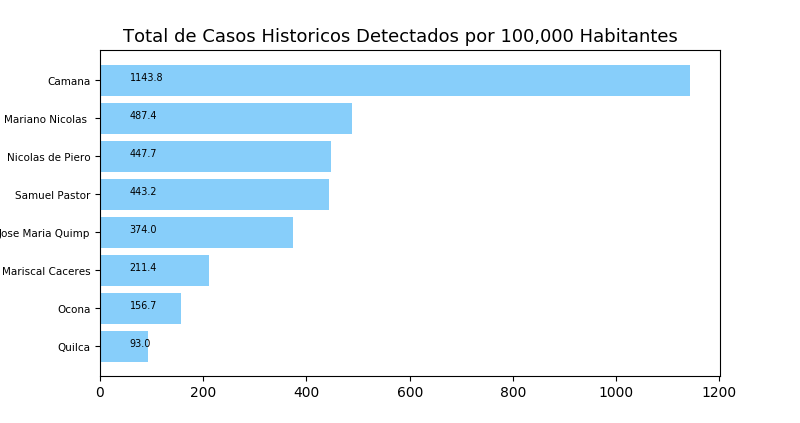 Total de Casos Historicos Detectados por 100,000 Habitantes
Camana 1143.8
Mariano Nicolas 487.4
Nicolas de Piero 447.7
Samuel Pastor 443.2
Jose Maria Quimp 374.0
Mariscal Caceres 211.4
Ocona 156.7
Quilca 93.0
0 200 400 600 800 1000 1200